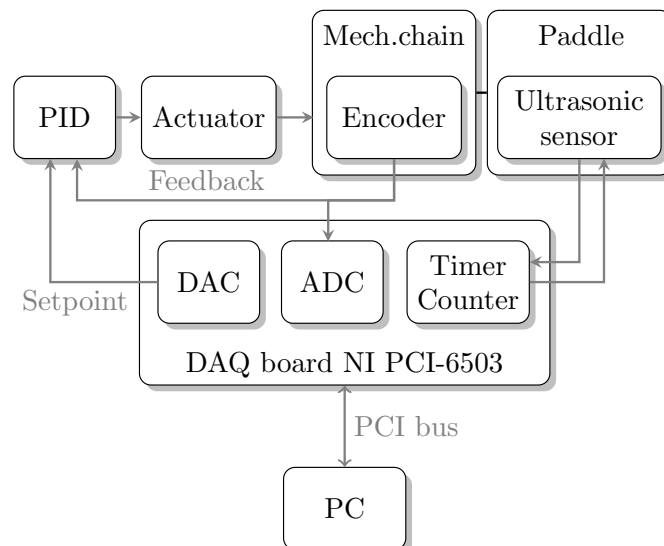 Mech.chain
Paddle
PID
Actuator
Encoder
Ultrasonic
sensor
Feedback
Setpoint
DAC
ADC
Timer
Counter
DAQ board NI PCI-6503
PCI bus
PC